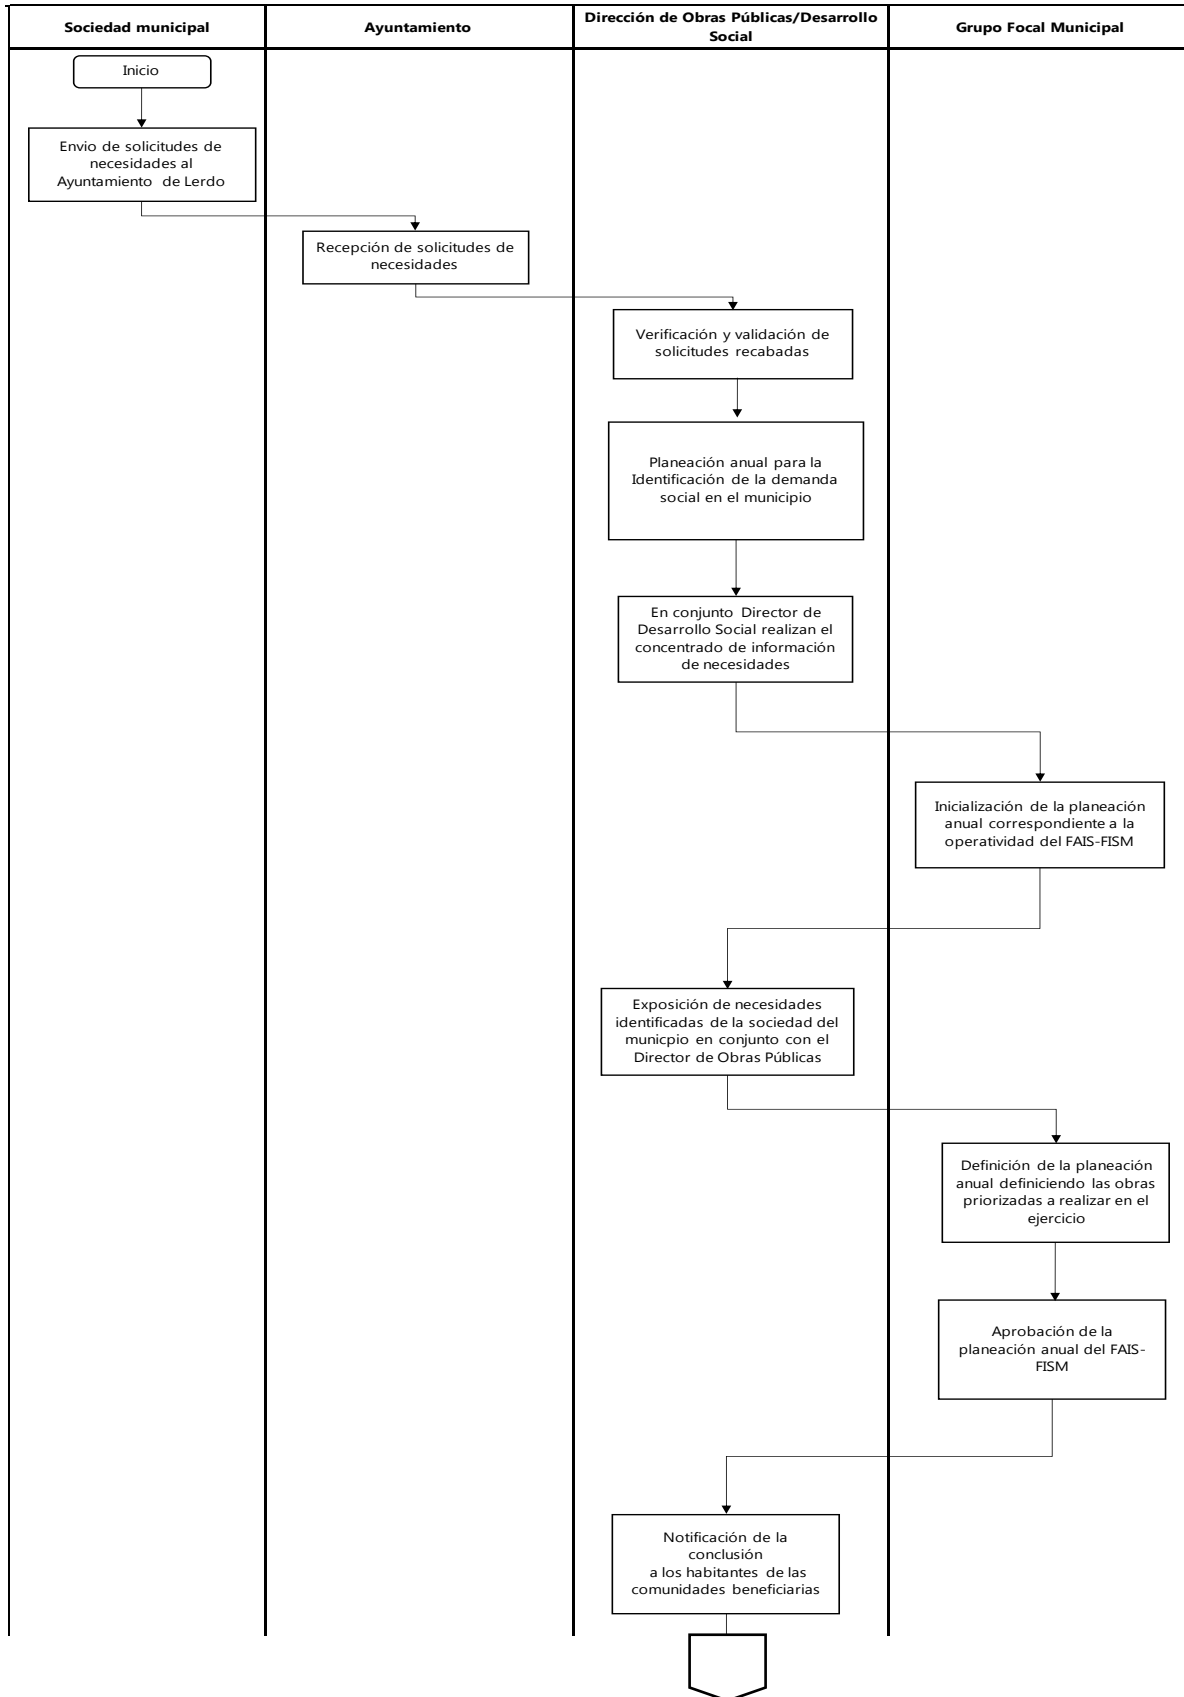 Sociedad municipal
Ayuntamiento
Dirección de Obras Públicas/Desarrollo
Social
Grupo Focal Municipal
Inicio
Envio de solicitudes de
necesidades al
Ayuntamiento de Lerdo
Recepción de solicitudes de
necesidades
Verificación y validación de
solicitudes recabadas
Planeación anual para la
Identificación de la demanda
social en el municipio
En conjunto Director de
Desarrollo Social realizan el
concentrado de información
de necesidades
Inicialización de la planeación
anual correspondiente a la
operatividad del FAIS-FISM
Exposición de necesidades
identificadas de la sociedad del
municpio en conjunto con el
Director de Obras Públicas
Definición de la planeación
anual definiciendo las obras
priorizadas a realizar en el
ejercicio
Aprobación de la
planeación anual del FAIS-
FISM
Notificación de la
conclusión
a los habitantes de las
comunidades beneficiarias